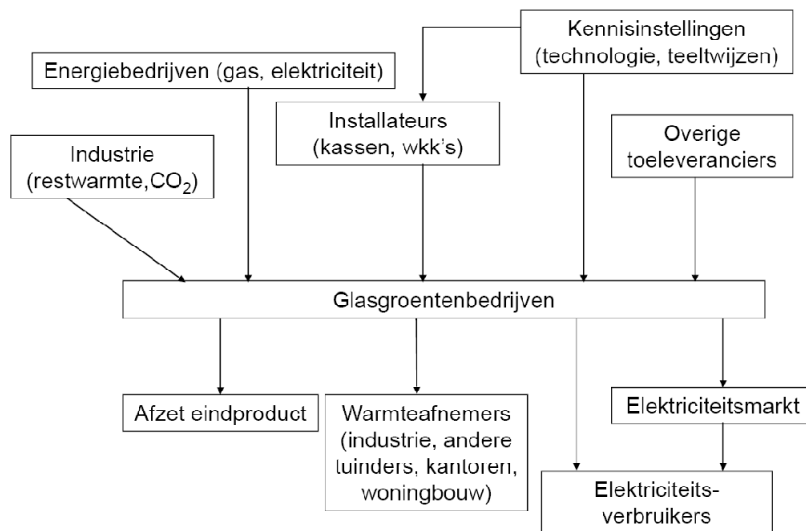 Kennisinstellingen
(technologie, teeltwijzen)
Energiebedrijven (gas, elektriciteit)
Installateurs
(kassen, wkk's)
Overige
toeleveranciers
Industrie
(restwarmte,CO₂)
Glasgroentenbedrijven
Afzet eindproduct
Warmteafnemers
(industrie, andere
tuinders, kantoren,
woningbouw)
Elektriciteitsmarkt
Elektriciteits-
verbruikers